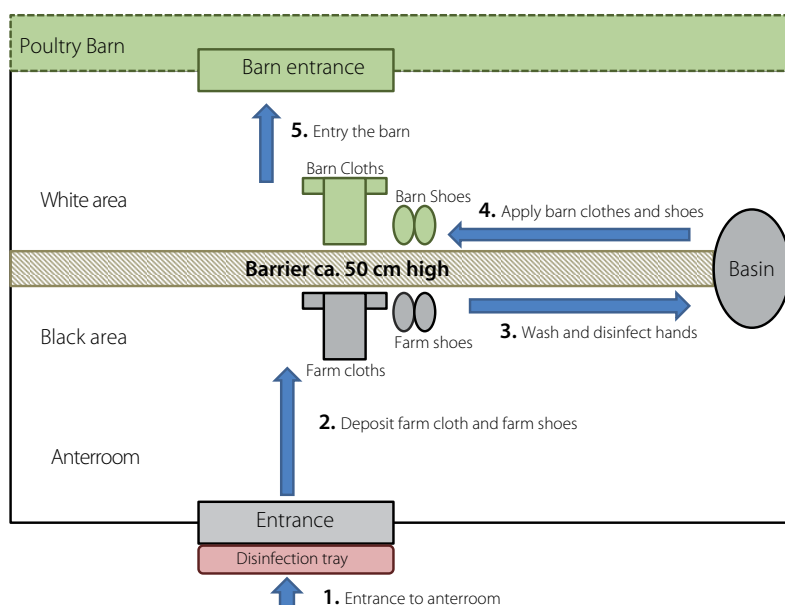 Poultry Barn
Barn entrance
5. Entry the barn
Barn Cloths
Barn Shoes
White area
4. Apply barn clothes and shoes
Barrier ca. 50 cm high
Basin
Black area
3. Wash and disinfect hands
Farm shoes
Farm cloths
2. Deposit farm cloth and farm shoes
Anterroom
Entrance
Disinfection tray
1. Entrance to anterroom